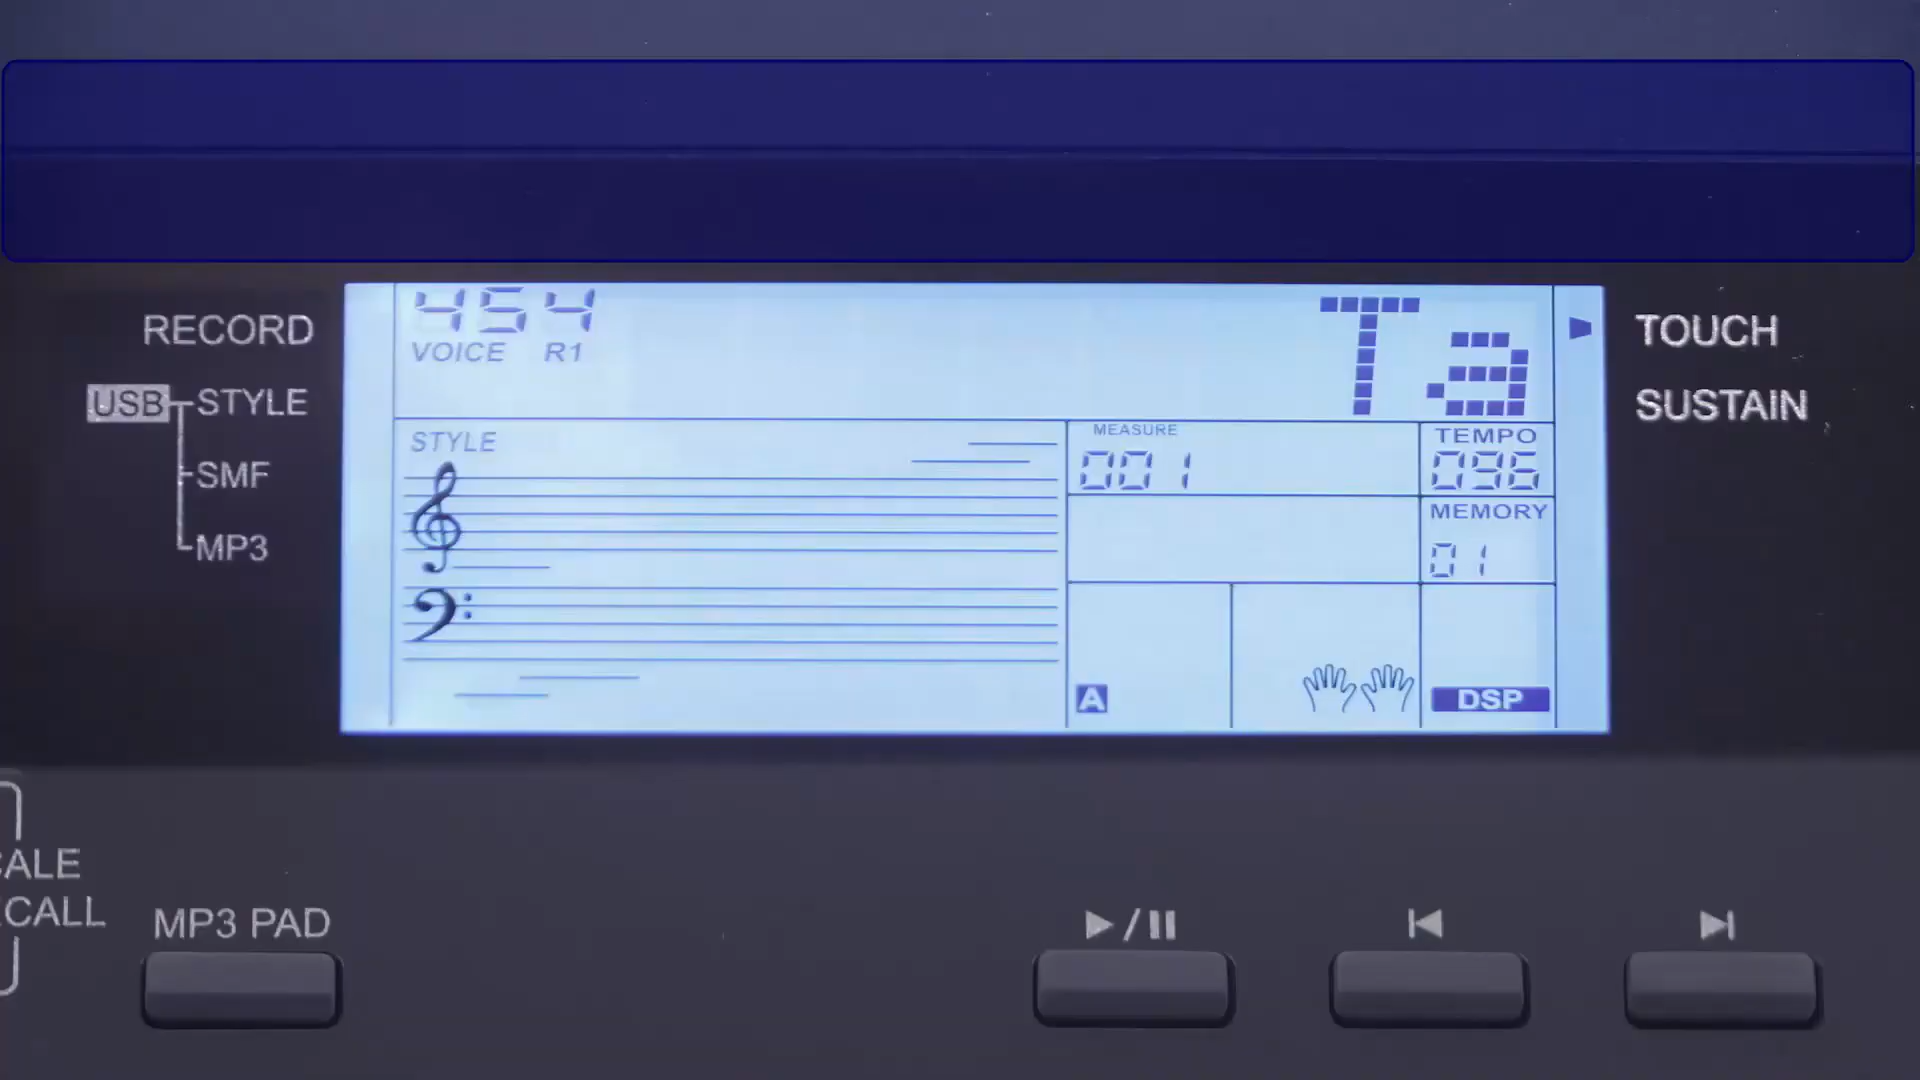 RECORD
USB STYLE
SMF
MP3
454
VOICE R1
Ta
TOUCH
SUSTAIN
STYLE
MEASURE
001
TEMPO
096
MEMORY
01
A
DSP
CALE
CALL
MP3 PAD